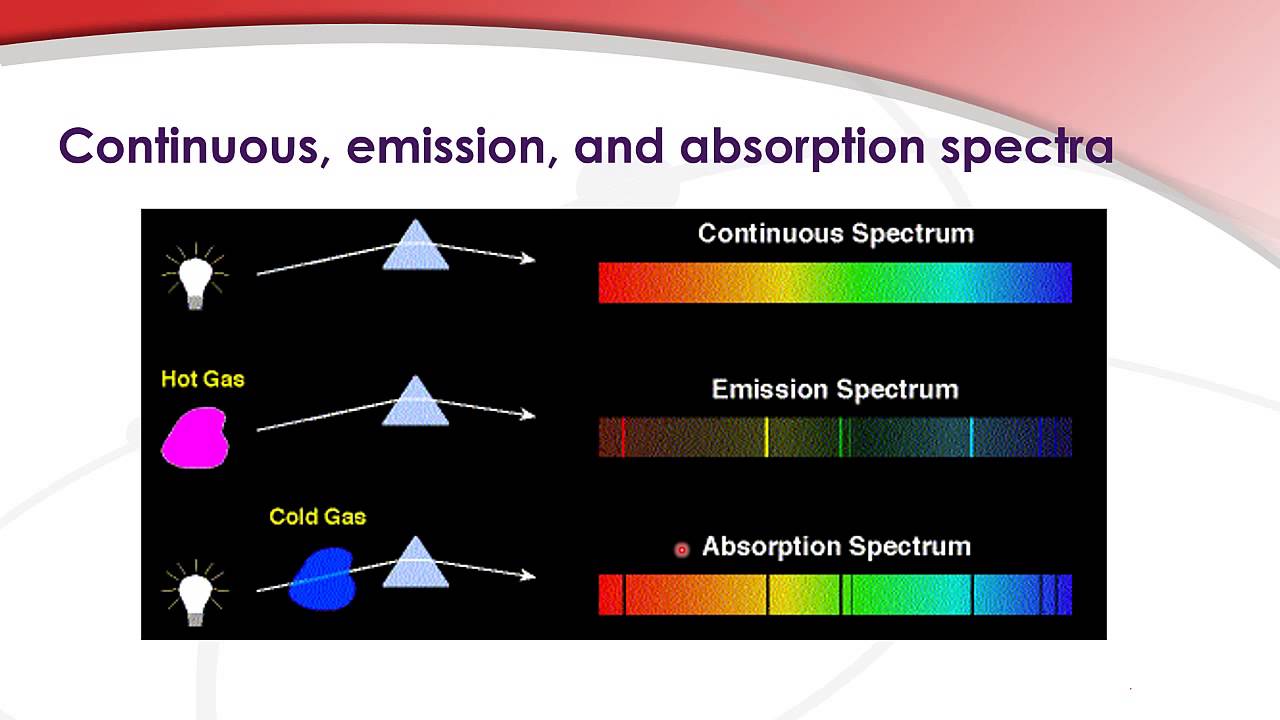 Continuous, emission, and absorption spectra
Continuous Spectrum
Hot Gas
Emission Spectrum
Cold Gas
Absorption Spectrum